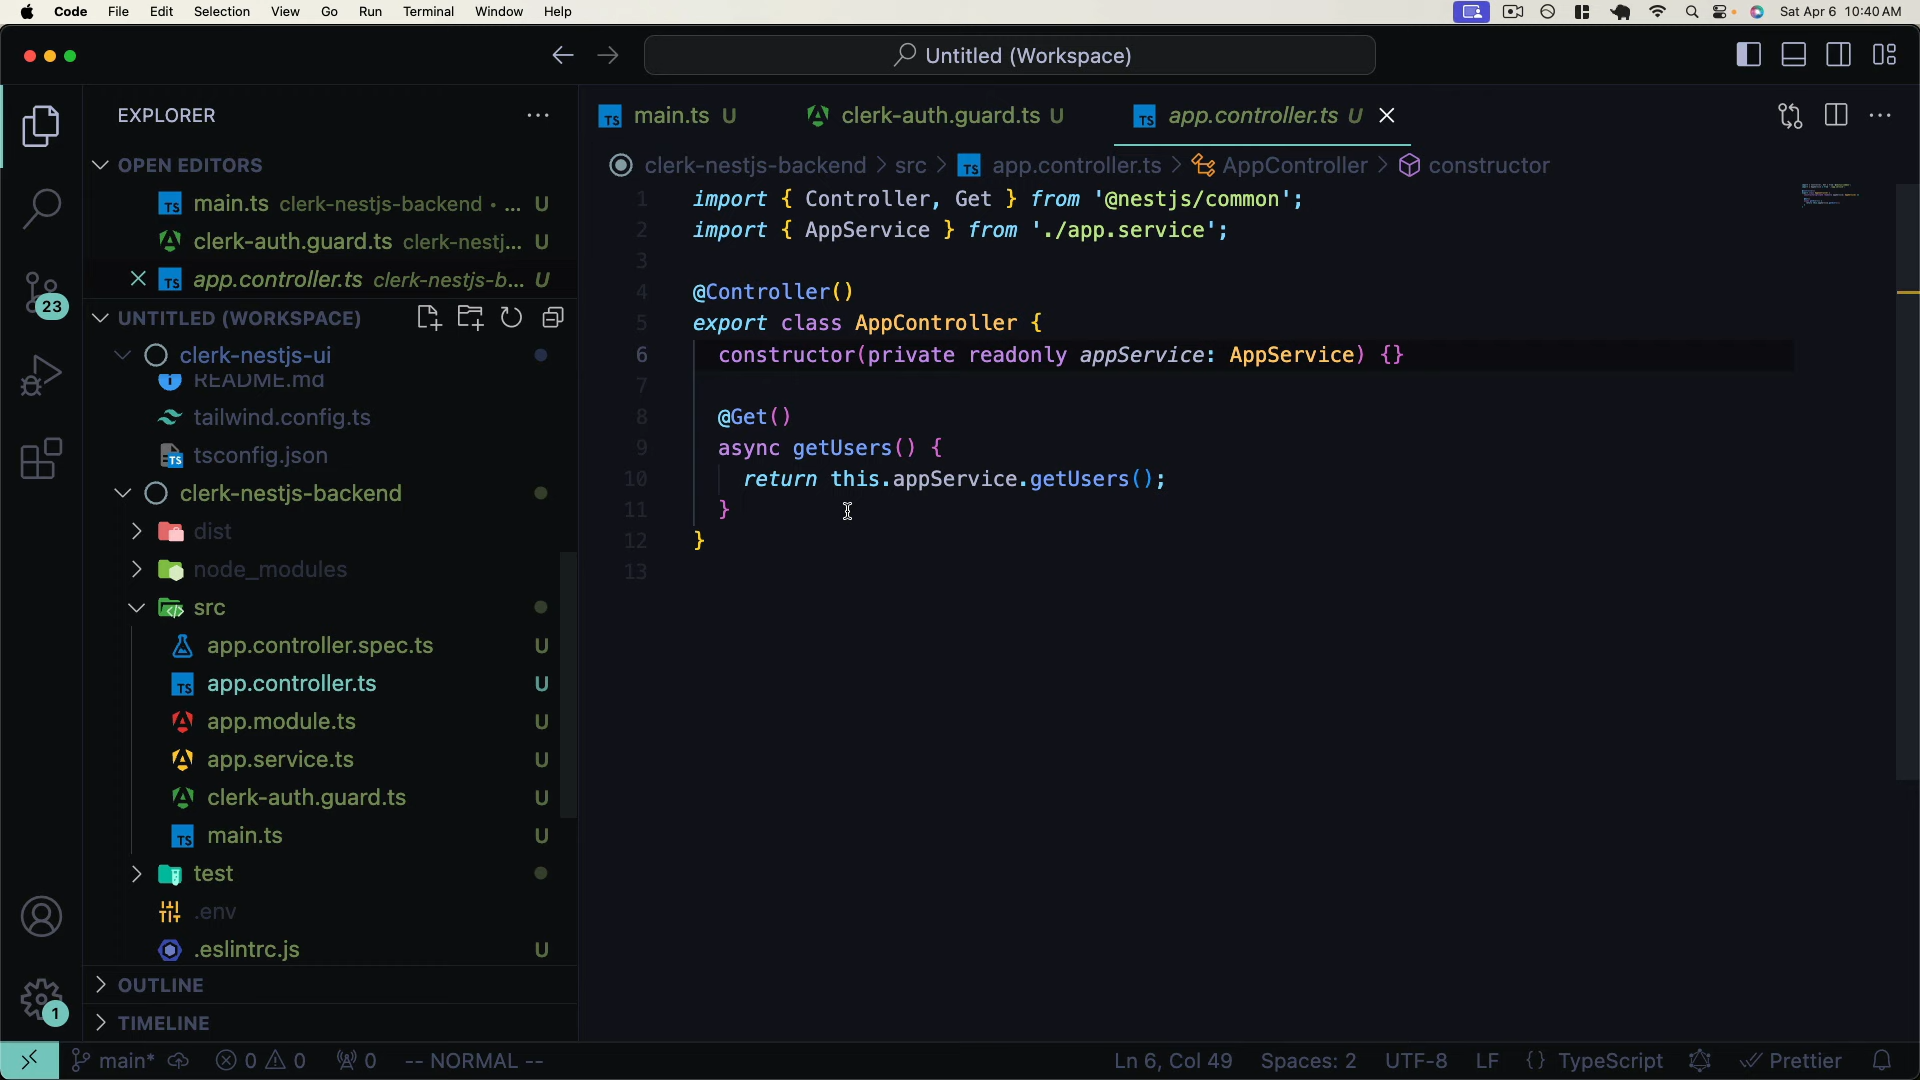 Code File Edit Selection View Go Run Terminal Window Help Sat Apr 6 10:40 AM
Untitled (Workspace)
EXPLORER
OPEN EDITORS
main.ts clerk-nestjs-backend • ... U
clerk-auth.guard.ts clerk-nestj... U
app.controller.ts clerk-nestjs-b... U
UNTITLED (WORKSPACE)
clerk-nestjs-ui
README.md
tailwind.config.ts
tsconfig.json
clerk-nestjs-backend
dist
node_modules
src
app.controller.spec.ts U
app.controller.ts U
app.module.ts U
app.service.ts U
clerk-auth.guard.ts U
main.ts U
test
.env
.eslintrc.js U
OUTLINE
TIMELINE
23
1
main.ts U clerk-auth.guard.ts U app.controller.ts U
clerk-nestjs-backend > src > TS app.controller.ts > AppController > constructor
1 import { Controller, Get } from '@nestjs/common';
2 import { AppService } from './app.service';
3
4 @Controller()
5 export class AppController {
6 constructor(private readonly appService: AppService) {}
7
8 @Get()
9 async getUsers() {
10 return this.appService.getUsers();
11 }
12 }
13
main* 0 0 0 -- NORMAL -- Ln 6, Col 49 Spaces: 2 UTF-8 LF {} TypeScript Prettier